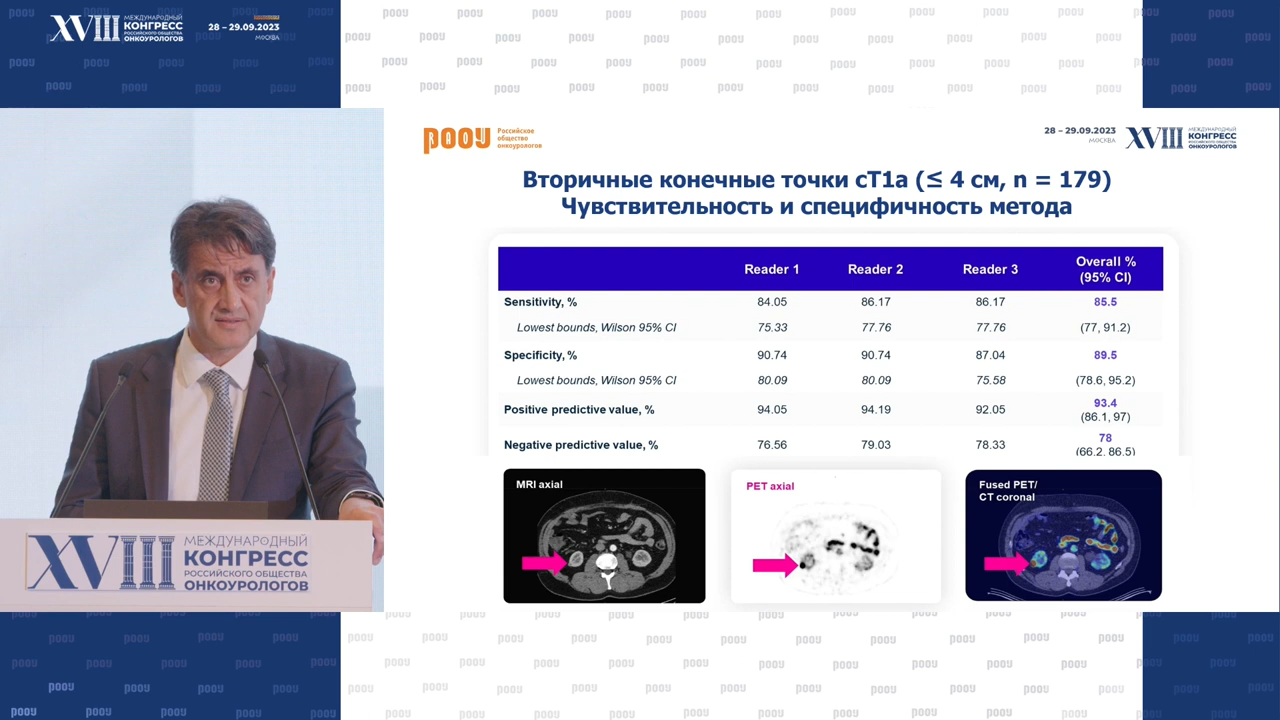 XVIII МЕЖДУНАРОДНЫЙ
КОНГРЕСС
РОССИЙСКОГО ОБЩЕСТВА
ОНКОУРОЛОГОВ
28 – 29.09.2023
МОСКВА
РООУ
Российское
общество
онкоурологов
28 – 29.09.2023
МОСКВА
XVIII МЕЖДУНАРОДНЫЙ
КОНГРЕСС
РОССИЙСКОГО ОБЩЕСТВА
ОНКОУРОЛОГОВ
Вторичные конечные точки cT1a (≤ 4 см, n = 179)
Чувствительность и специфичность метода
Reader 1 Reader 2 Reader 3 Overall %
(95% CI)
Sensitivity, % 84.05 86.17 86.17 85.5
Lowest bounds, Wilson 95% CI 75.33 77.76 77.76 (77, 91.2)
Specificity, % 90.74 90.74 87.04 89.5
Lowest bounds, Wilson 95% CI 80.09 80.09 75.58 (78.6, 95.2)
Positive predictive value, % 94.05 94.19 92.05 93.4
(86.1, 97)
Negative predictive value, % 76.56 79.03 78.33 78
(66.2, 86.5)
MRI axial
PET axial
Fused PET/
CT coronal
XVIII МЕЖДУНАРОДНЫЙ
КОНГРЕСС
РОССИЙСКОГО ОБЩЕСТВА
ОНКОУРОЛОГОВ